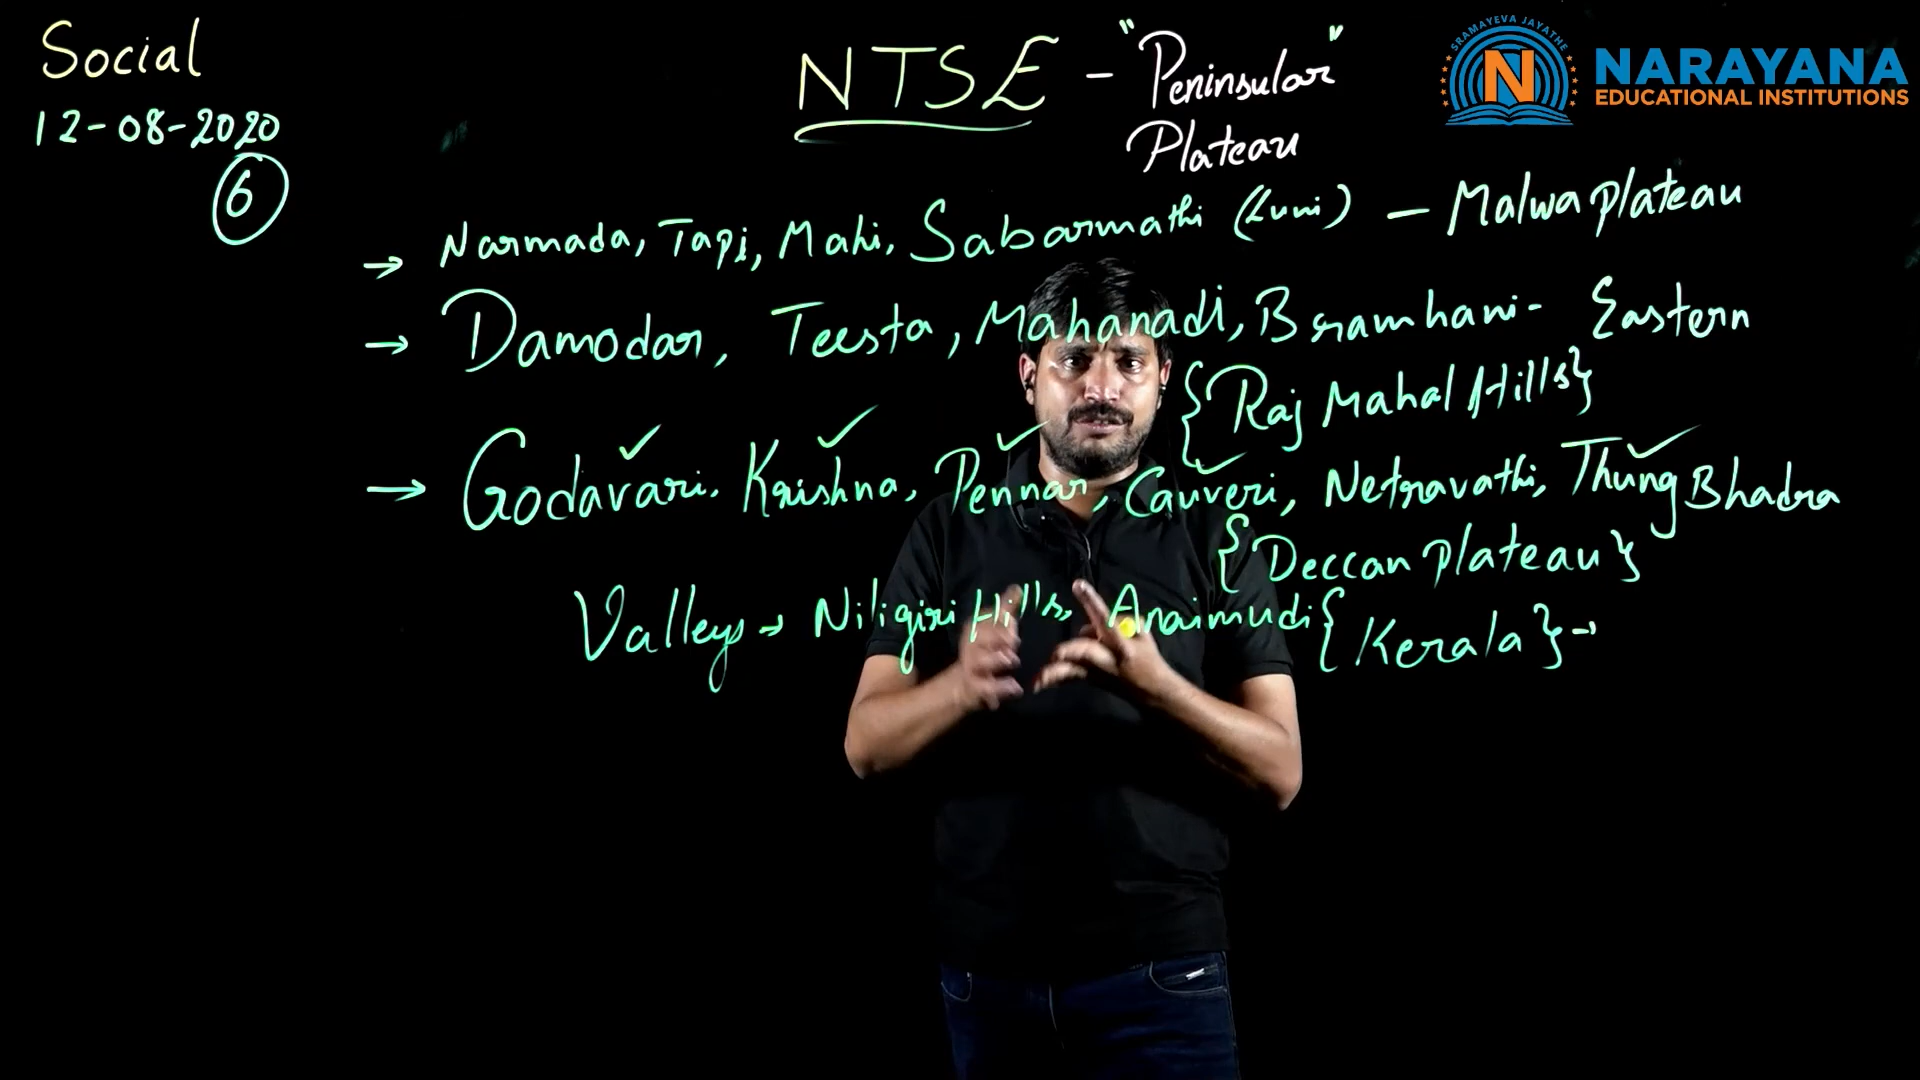 Social
12-08-2020
6
NTSE - "Peninsular"
Plateau
SRAMAYEVA JAYATHE
N
NARAYANA
EDUCATIONAL INSTITUTIONS
→ Narmada, Tapi, Mahi, Sabarmathi (Luni) - Malwa plateau
→ Damodar, Teesta, Mahanadi, Bramhani - Eastern
{Raj Mahal Hills}
→ Godavari, Krishna, Pennar, Cauveri, Netravathi, Thung Bhadra
{Deccan plateau}
Valleys → Niligiri Hills, Anaimudi {Kerala} →